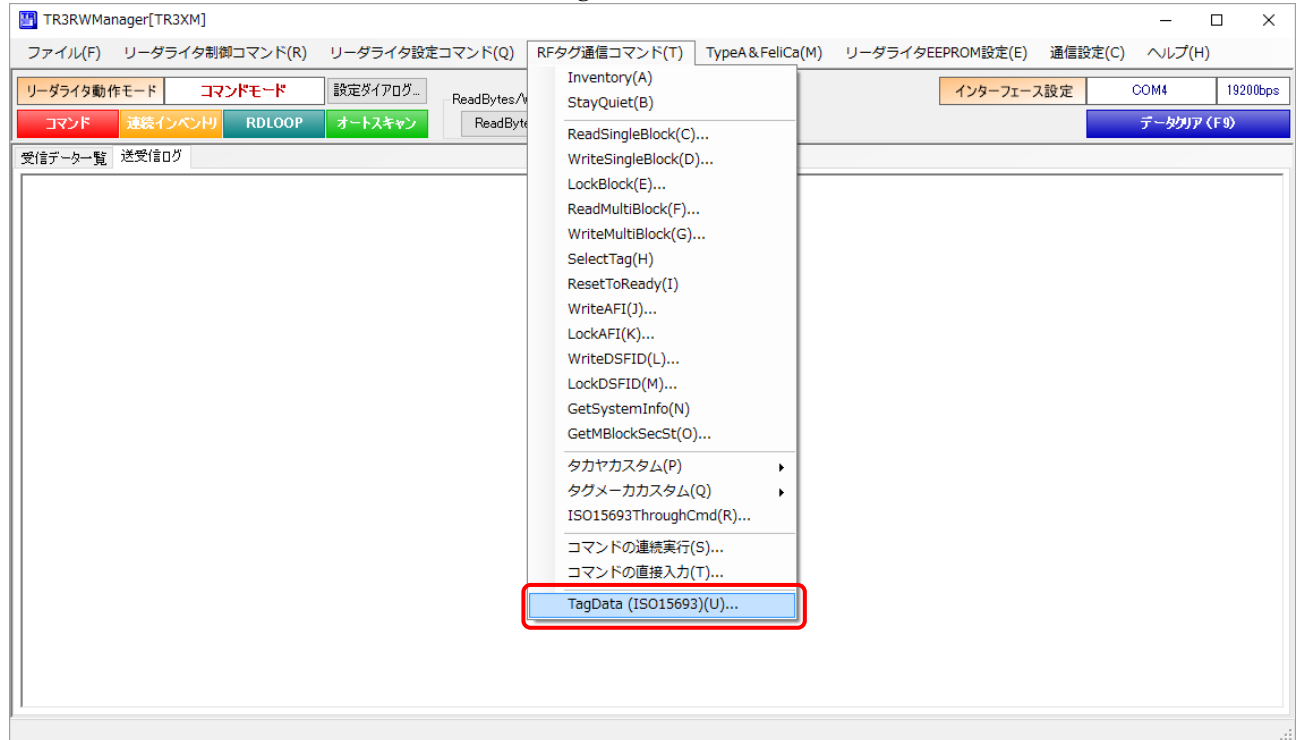 TR3RWManager[TR3XM]
ファイル(F) リーダライタ制御コマンド(R) リーダライタ設定コマンド(Q) RFタグ通信コマンド(T) TypeA&FeliCa(M) リーダライタEEPROM設定(E) 通信設定(C) ヘルプ(H)
リーダライタ動作モード コマンドモード 設定ダイアログ... インターフェース設定 COM4 19200bps
コマンド 連続インベントリ RDLOOP オートスキャン データクリア(F9)
受信データ一覧 送受信ログ
Inventory(A)
StayQuiet(B)
ReadSingleBlock(C)...
WriteSingleBlock(D)...
LockBlock(E)...
ReadMultiBlock(F)...
WriteMultiBlock(G)...
SelectTag(H)
ResetToReady(I)
WriteAFI(J)...
LockAFI(K)...
WriteDSFID(L)...
LockDSFID(M)...
GetSystemInfo(N)
GetMBlockSecSt(O)...
タカヤカスタム(P)
タグメーカカスタム(Q)
ISO15693ThroughCmd(R)...
コマンドの連続実行(S)...
コマンドの直接入力(T)...
TagData (ISO15693)(U)...